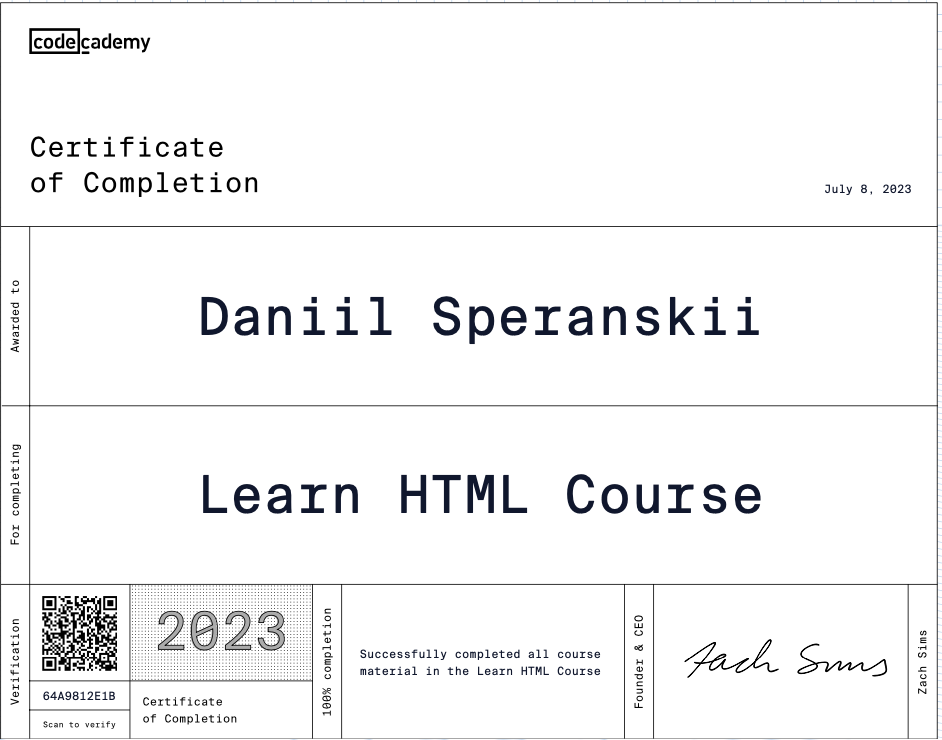 codecademy
Certificate
of Completion
July 8, 2023
Awarded to
Daniil Speranskii
For completing
Learn HTML Course
Verification
64A9812E1B
Scan to verify
2023
Certificate
of Completion
100% completion
Successfully completed all course
material in the Learn HTML Course
Founder & CEO
Zach Sims
Zach Sims